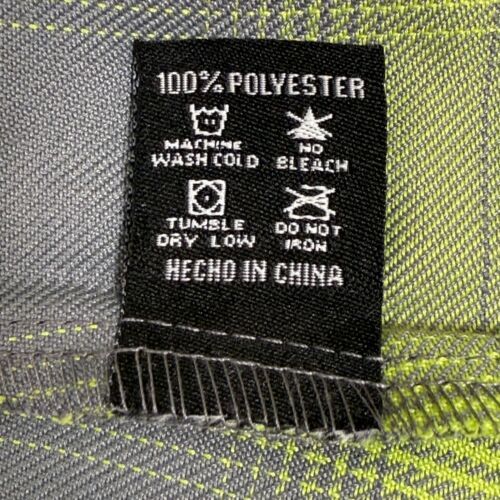 100% POLYESTER
MACHINE
WASH COLD
NO
BLEACH
TUMBLE
DRY LOW
DO NOT
IRON
HECHO IN CHINA